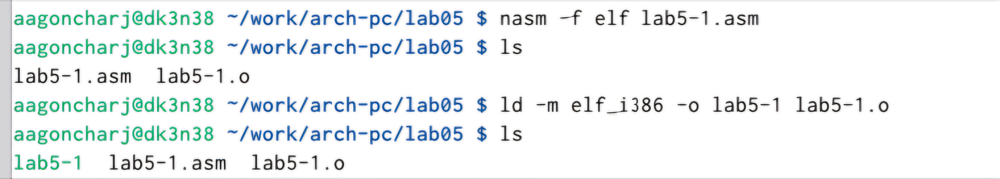 aagoncharj@dk3n38 ~/work/arch-pc/lab05 $ nasm -f elf lab5-1.asm
aagoncharj@dk3n38 ~/work/arch-pc/lab05 $ ls
lab5-1.asm  lab5-1.o
aagoncharj@dk3n38 ~/work/arch-pc/lab05 $ ld -m elf_i386 -o lab5-1 lab5-1.o
aagoncharj@dk3n38 ~/work/arch-pc/lab05 $ ls
lab5-1  lab5-1.asm  lab5-1.o